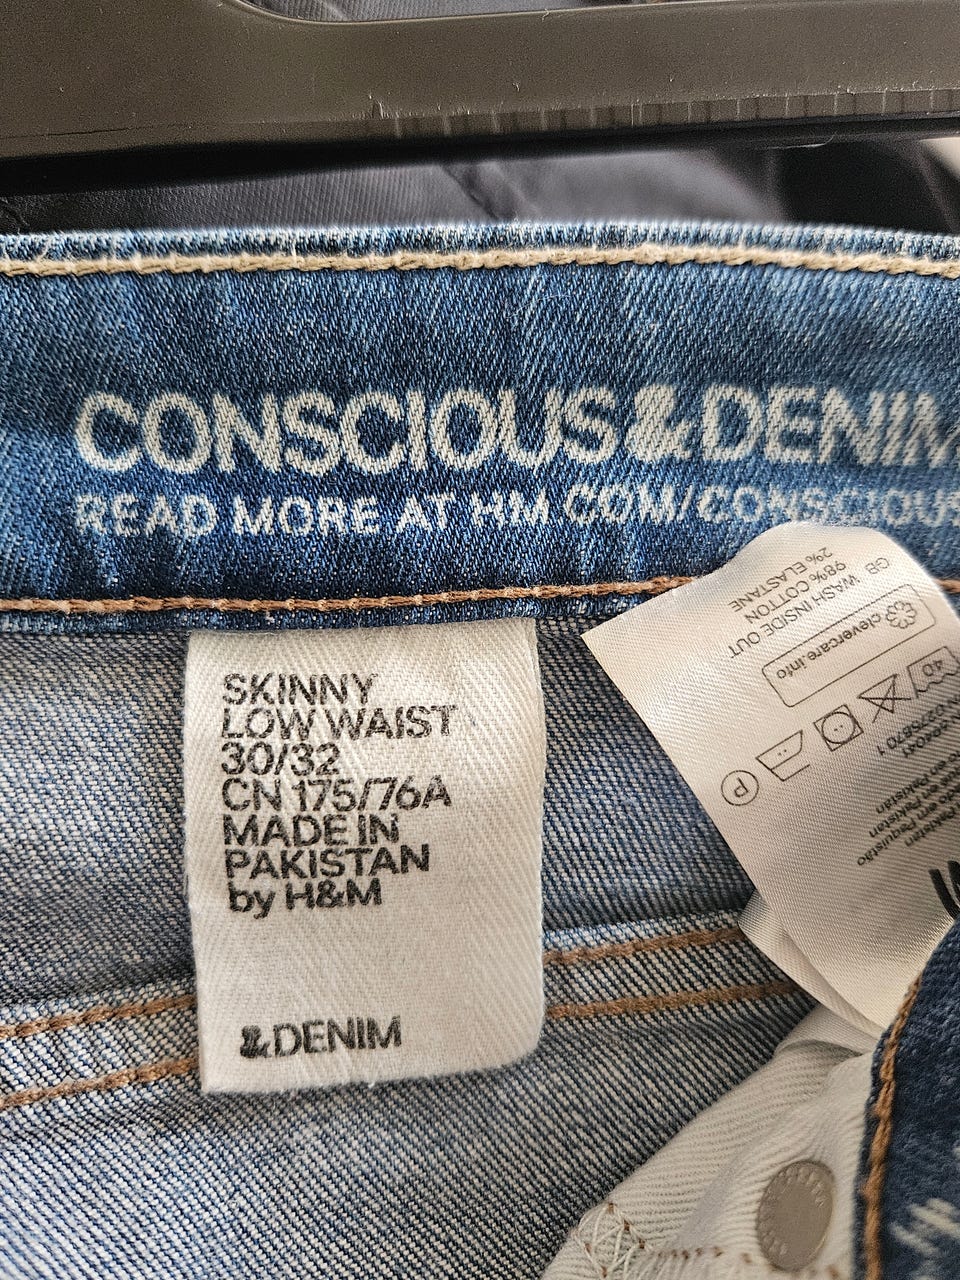 CONSCIOUS&DENIM
READ MORE AT HM.COM/CONSCIOUS
SKINNY
LOW WAIST
30/32
CN 175/76A
MADE IN
PAKISTAN
by H&M
&DENIM
GB
WASH INSIDE OUT
98% COTTON
2% ELASTANE
clevercare.info
40
P